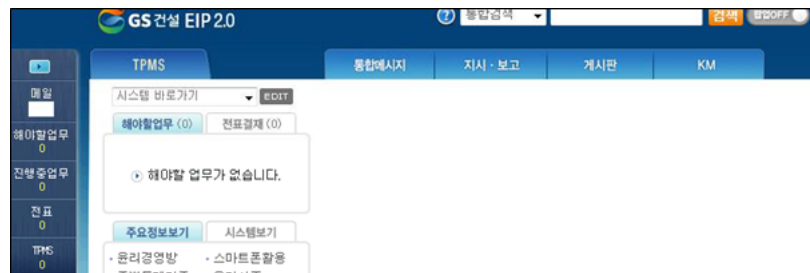 GS건설 EIP 2.0
통합검색
검색
팝업OFF
TPMS
통합메시지
지시 · 보고
게시판
KM
메일
해야할업무
0
진행중업무
0
전표
0
TPMS
0
시스템 바로가기
EDIT
해야할업무 (0)
전표결재 (0)
해야할 업무가 없습니다.
주요정보보기
시스템보기
· 윤리경영방
· 스마트폰활용